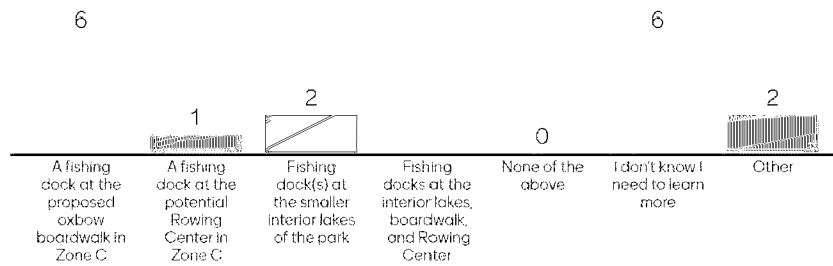 6
6
1
2
0
2
A fishing
dock at the
proposed
oxbow
boardwalk in
Zone C
A fishing
dock at the
potential
Rowing
Center in
Zone C
Fishing
dock(s) at
the smaller
interior lakes
of the park
Fishing
docks at the
interior lakes,
boardwalk,
and Rowing
Center
None of the
above
I don't know I
need to learn
more
Other